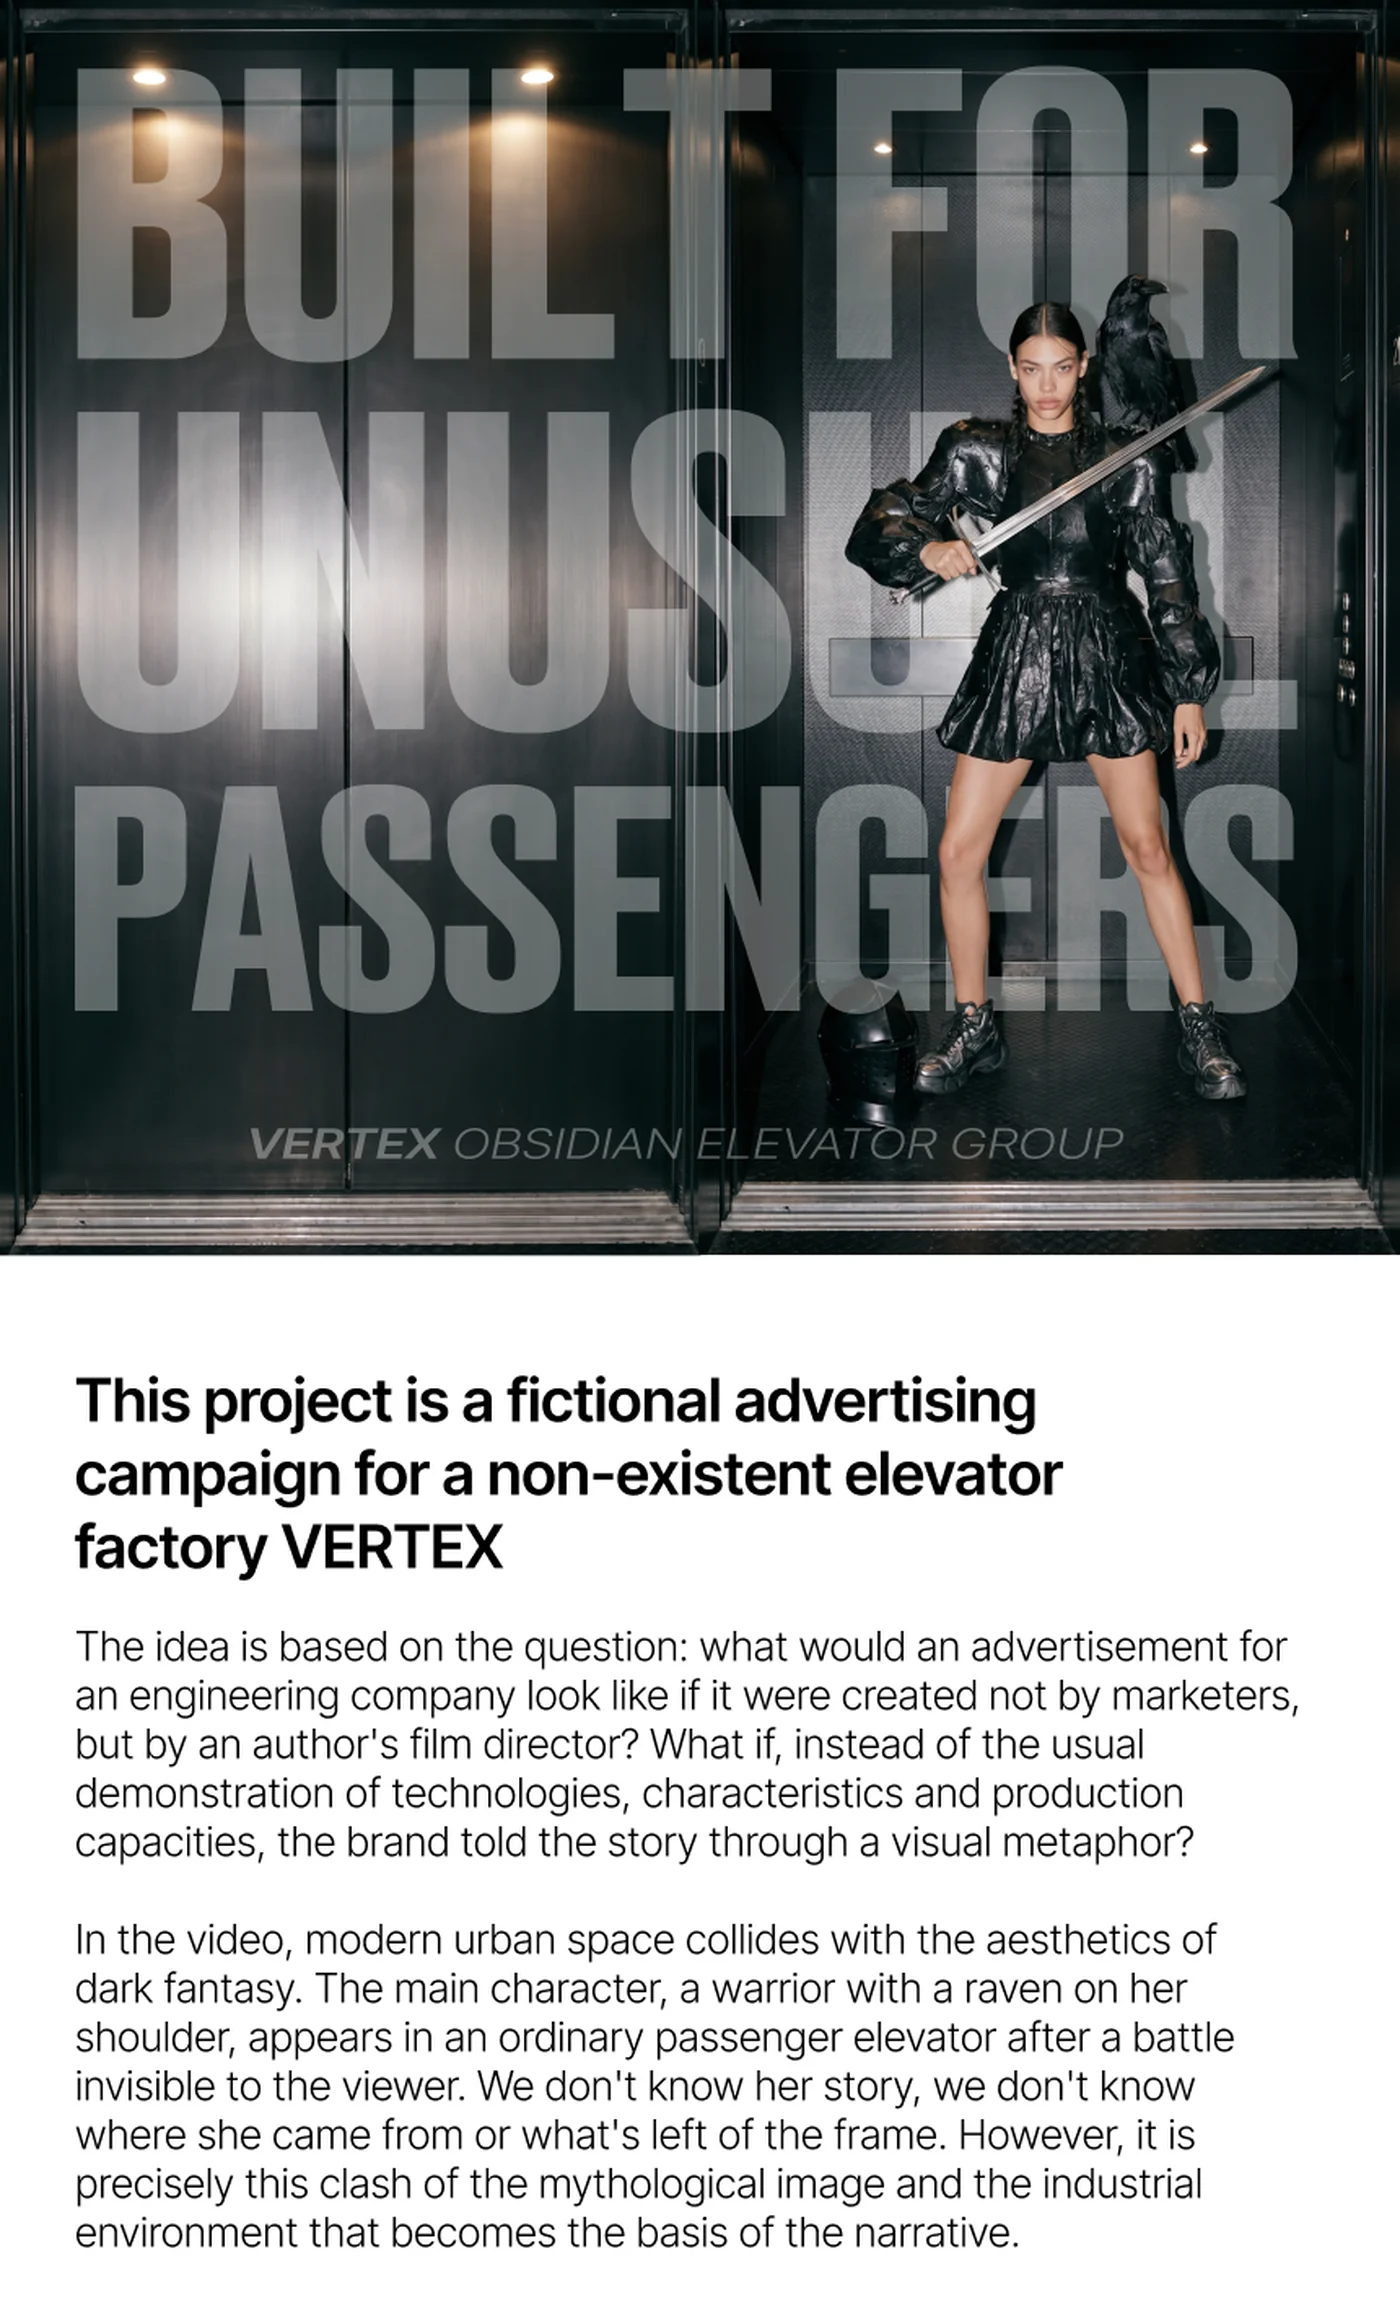 BUILT FOR
UNUSUAL
PASSENGERS
VERTEX OBSIDIAN ELEVATOR GROUP
This project is a fictional advertising
campaign for a non-existent elevator
factory VERTEX
The idea is based on the question: what would an advertisement for
an engineering company look like if it were created not by marketers,
but by an author's film director? What if, instead of the usual
demonstration of technologies, characteristics and production
capacities, the brand told the story through a visual metaphor?
In the video, modern urban space collides with the aesthetics of
dark fantasy. The main character, a warrior with a raven on her
shoulder, appears in an ordinary passenger elevator after a battle
invisible to the viewer. We don't know her story, we don't know
where she came from or what's left of the frame. However, it is
precisely this clash of the mythological image and the industrial
environment that becomes the basis of the narrative.